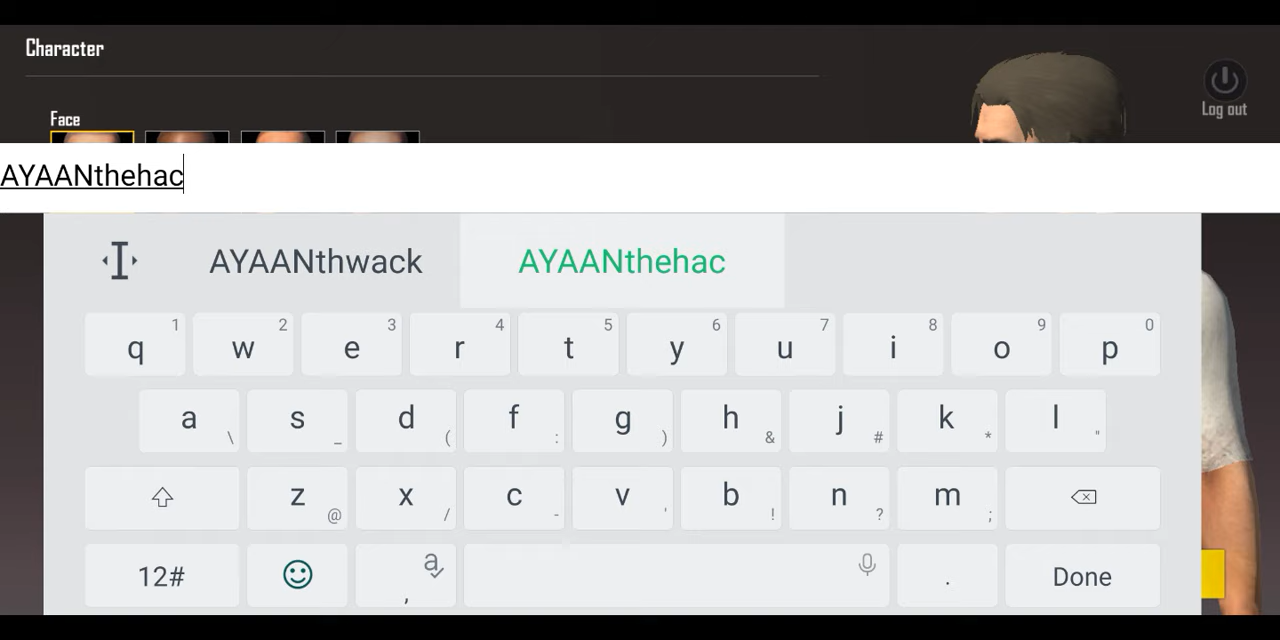 Character
Log out
Face
AYAANthehac
AYAANthwack AYAANthehac
q 1 w 2 e 3 r 4 t 5 y 6 u 7 i 8 o 9 p 0
a \ s _ d ( f : g ) h & j # k * l "
z @ x / c - v ' b ! n ? m ;
12# , a . Done